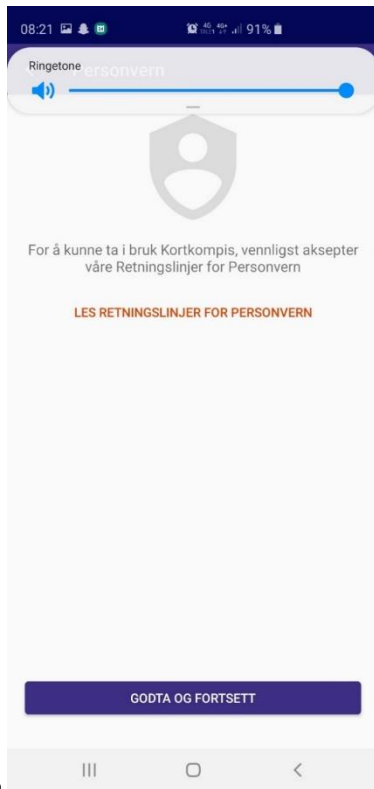 08:21 91%
Ringetone
Personvern
For å kunne ta i bruk Kortkompis, vennligst aksepter
våre Retningslinjer for Personvern
LES RETNINGSLINJER FOR PERSONVERN
GODTA OG FORTSETT